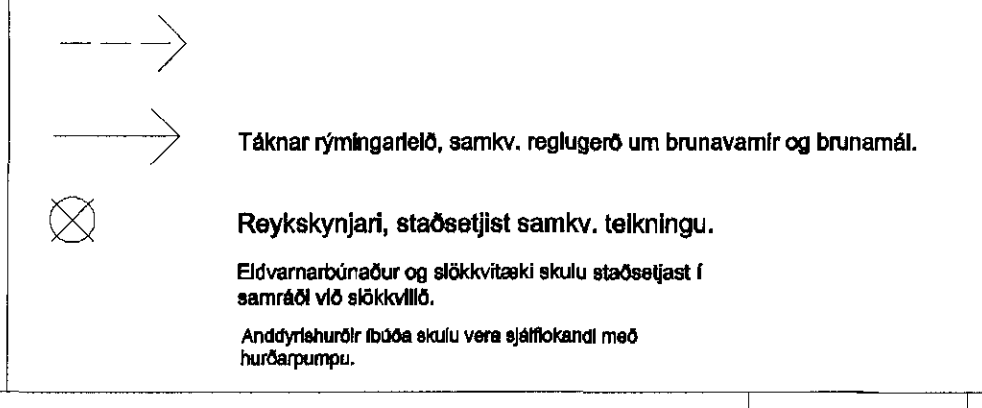 Táknar rýmingarleið, samkv. reglugerð um brunavarnir og brunamál.
Reykskynjari, staðsetjist samkv. teikningu.
Eldvarnarbúnaður og slökkvitæki skulu staðsetjast í
samráði við slökkvilið.
Anddyrishurðir íbúða skulu vera sjálflokandi með
hurðarpumpu.